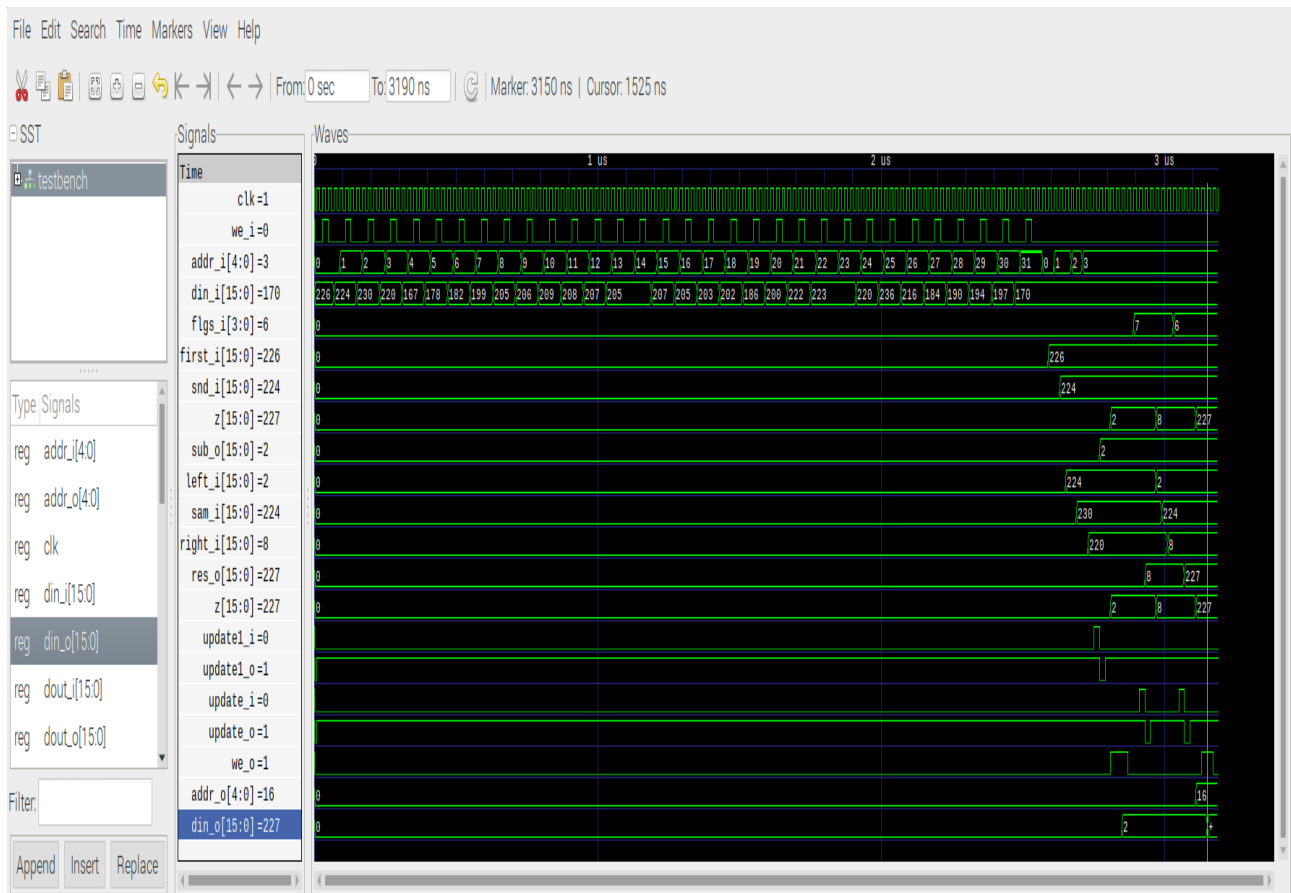 File Edit Search Time Markers View Help
From: 0 sec To: 3190 ns | Marker: 3150 ns | Cursor: 1525 ns
SST
testbench
Type Signals
reg addr_i[4:0]
reg addr_o[4:0]
reg clk
reg din_i[15:0]
reg din_o[15:0]
reg dout_i[15:0]
reg dout_o[15:0]
Filter:
Append Insert Replace
Signals
Time
clk=1
we_i=0
addr_i[4:0]=3
din_i[15:0]=170
flgs_i[3:0]=6
first_i[15:0]=226
snd_i[15:0]=224
z[15:0]=227
sub_o[15:0]=2
left_i[15:0]=2
sam_i[15:0]=224
right_i[15:0]=8
res_o[15:0]=227
z[15:0]=227
update1_i=0
update1_o=1
update_i=0
update_o=1
we_o=1
addr_o[4:0]=16
din_o[15:0]=227
Waves
0 1 us 2 us 3 us
0 1 2 3 4 5 6 7 8 9 10 11 12 13 14 15 16 17 18 19 20 21 22 23 24 25 26 27 28 29 30 31 0 1 2 3
226 224 230 220 167 178 182 199 205 206 209 208 207 205 207 205 203 202 186 200 222 223 220 236 216 184 190 194 197 170
0 7 6
0 226
0 224
0 2 8 227
0 2
0 224 2
0 230 224
0 220 8
0 8 227
0 2 8 227
0 16
0 2 +